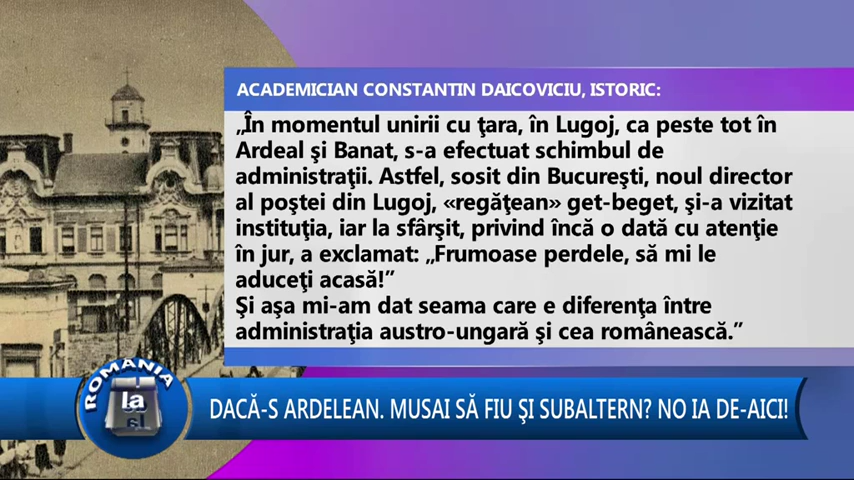 ACADEMICIAN CONSTANTIN DAICOVICIU, ISTORIC:
„În momentul unirii cu ţara, în Lugoj, ca peste tot în
Ardeal şi Banat, s-a efectuat schimbul de
administraţii. Astfel, sosit din Bucureşti, noul director
al poştei din Lugoj, «regăţean» get-beget, şi-a vizitat
instituţia, iar la sfârşit, privind încă o dată cu atenţie
în jur, a exclamat: „Frumoase perdele, să mi le
aduceţi acasă!”
Şi aşa mi-am dat seama care e diferenţa între
administraţia austro-ungară şi cea românească.”
ROMANIA
la
DACĂ-S ARDELEAN. MUSAI SĂ FIU ŞI SUBALTERN? NO IA DE-AICI!